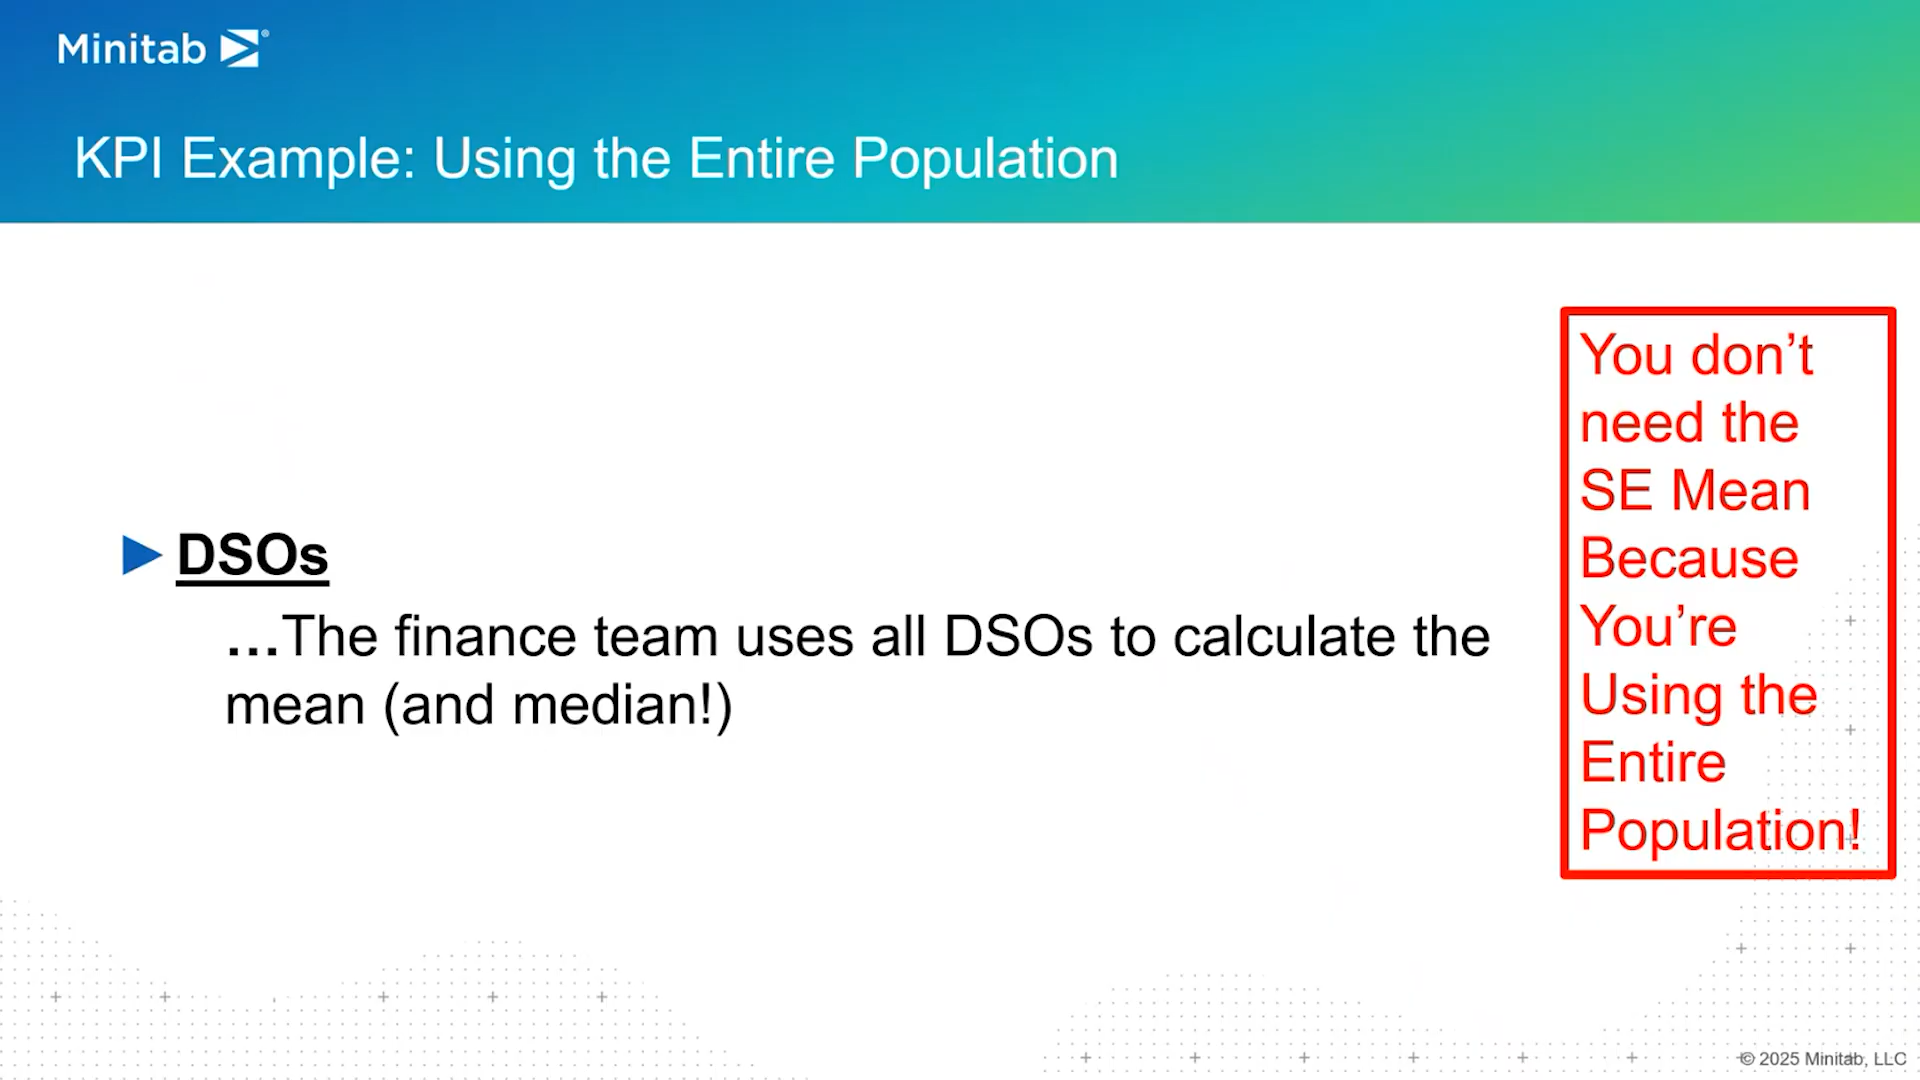 Minitab
KPI Example: Using the Entire Population
DSOs
…The finance team uses all DSOs to calculate the
mean (and median!)
You don’t
need the
SE Mean
Because
You’re
Using the
Entire
Population!
© 2025 Minitab, LLC